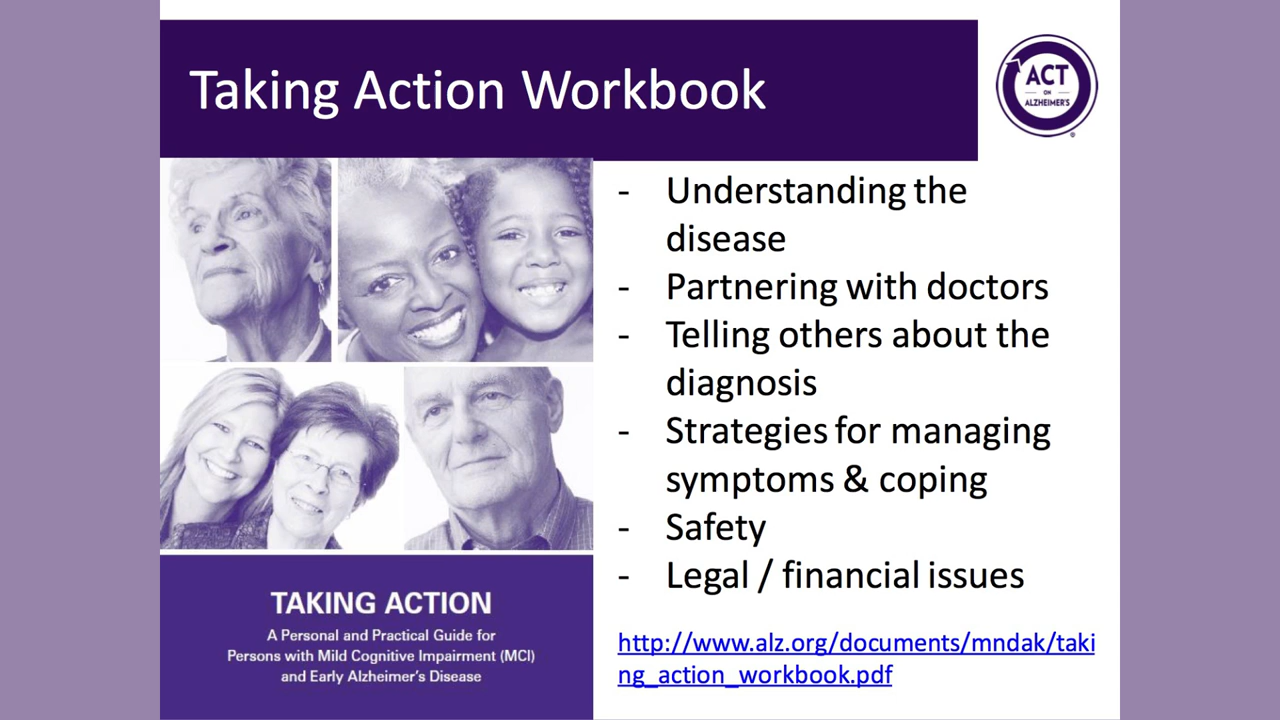 Taking Action Workbook
ACT
ON
ALZHEIMER'S
®
- Understanding the
disease
- Partnering with doctors
- Telling others about the
diagnosis
- Strategies for managing
symptoms & coping
- Safety
- Legal / financial issues
http://www.alz.org/documents/mndak/taki
ng_action_workbook.pdf
TAKING ACTION
A Personal and Practical Guide for
Persons with Mild Cognitive Impairment (MCI)
and Early Alzheimer's Disease